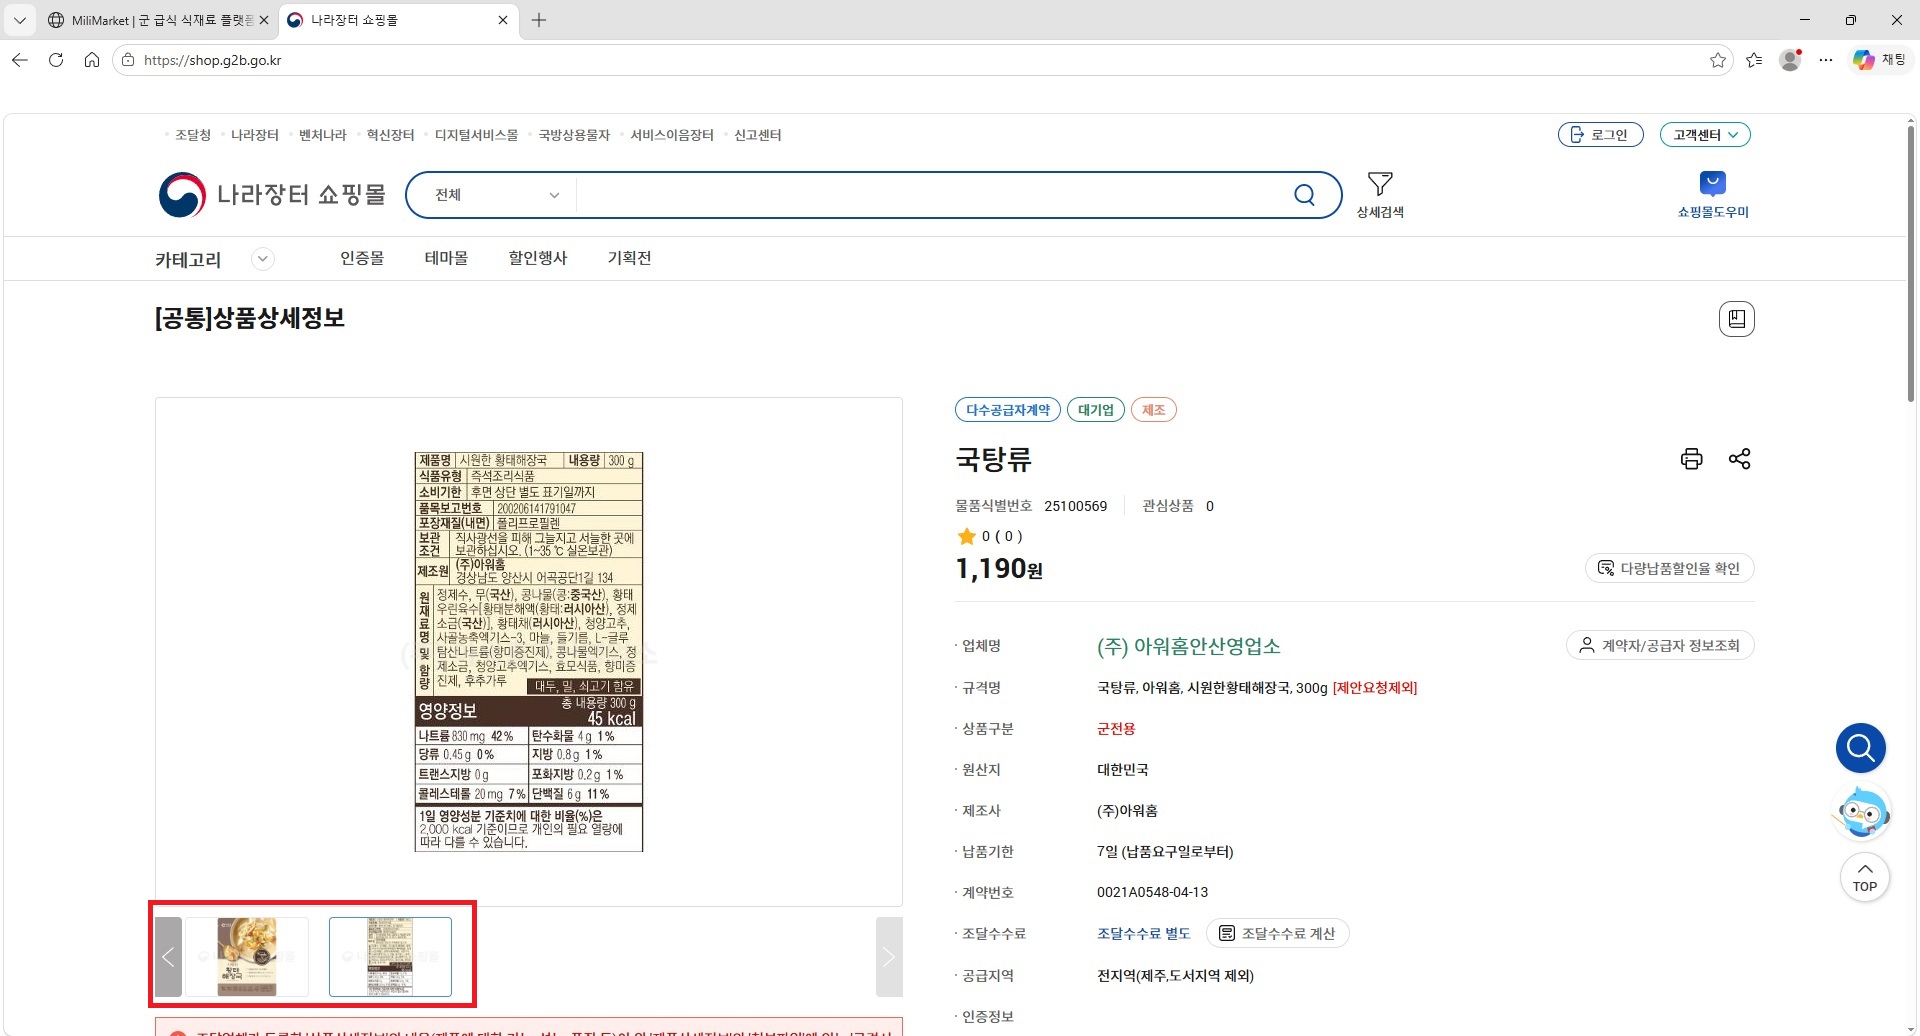 MiliMarket | 군 급식 식재료 플랫폼
나라장터 쇼핑몰
https://shop.g2b.go.kr
채팅
조달청 나라장터 벤처나라 혁신장터 디지털서비스몰 국방상용물자 서비스이음장터 신고센터
로그인
고객센터
나라장터 쇼핑몰
전체
상세검색
쇼핑몰도우미
카테고리
인증몰 테마몰 할인행사 기획전
[공통]상품상세정보
제품명 시원한 황태해장국 내용량 300 g
식품유형 즉석조리식품
소비기한 후면 상단 별도 표기일까지
품목보고번호 200206141791047
포장재질(내면) 폴리프로필렌
보관조건 직사광선을 피해 그늘지고 서늘한 곳에
보관하십시오. (1~35 ℃ 실온보관)
제조원 (주)아워홈
경상남도 양산시 어곡공단1길 134
원재료명 및 함량
정제수, 무(국산), 콩나물(콩:중국산), 황태
우린육수[황태분해액(황태:러시아산), 정제
소금(국산)], 황태채(러시아산), 청양고추,
사골농축엑기스-3, 마늘, 들기름, L-글루
탐산나트륨(향미증진제), 콩나물엑기스, 정
제소금, 청양고추엑기스, 효모식품, 향미증
진제, 후추가루
대두, 밀, 쇠고기 함유
영양정보
총 내용량 300 g
45 kcal
나트륨 830 mg 42% 탄수화물 4 g 1%
당류 0.45 g 0% 지방 0.8 g 1%
트랜스지방 0 g 포화지방 0.2 g 1%
콜레스테롤 20 mg 7% 단백질 6 g 11%
1일 영양성분 기준치에 대한 비율(%)은
2,000 kcal 기준이므로 개인의 필요 열량에
따라 다를 수 있습니다.
황태
해장국
다수공급자계약 대기업 제조
국탕류
물품식별번호 25100569 관심상품 0
0 ( 0 )
1,190원
다량납품할인율 확인
업체명 (주) 아워홈안산영업소
계약자/공급자 정보조회
규격명 국탕류, 아워홈, 시원한황태해장국, 300g [제안요청제외]
상품구분 군전용
원산지 대한민국
제조사 (주)아워홈
납품기한 7일 (납품요구일로부터)
계약번호 0021A0548-04-13
조달수수료 조달수수료 별도 조달수수료 계산
공급지역 전지역(제주,도서지역 제외)
인증정보
TOP